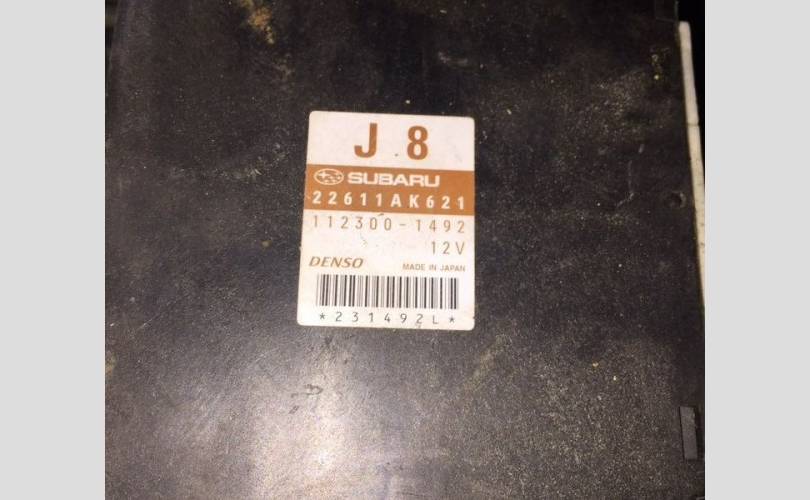 J.8
SUBARU
22611AK621
112300-1492
12V
DENSO MADE IN JAPAN
*231492L*